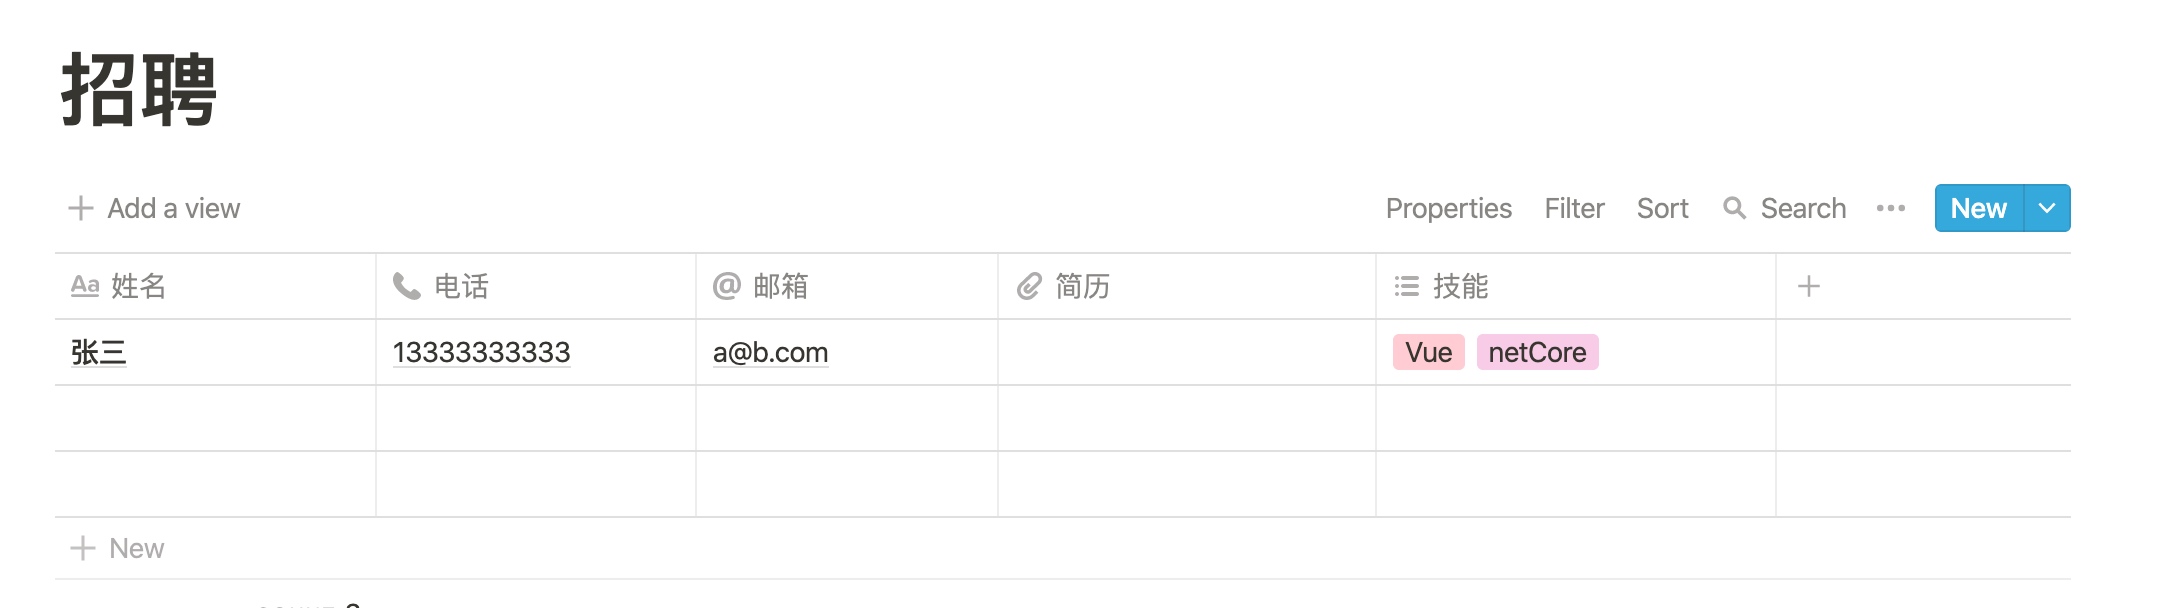 招聘
Add a view Properties Filter Sort Search ••• New
Aa 姓名 电话 @ 邮箱 简历 技能
张三 13333333333 a@b.com Vue netCore
New